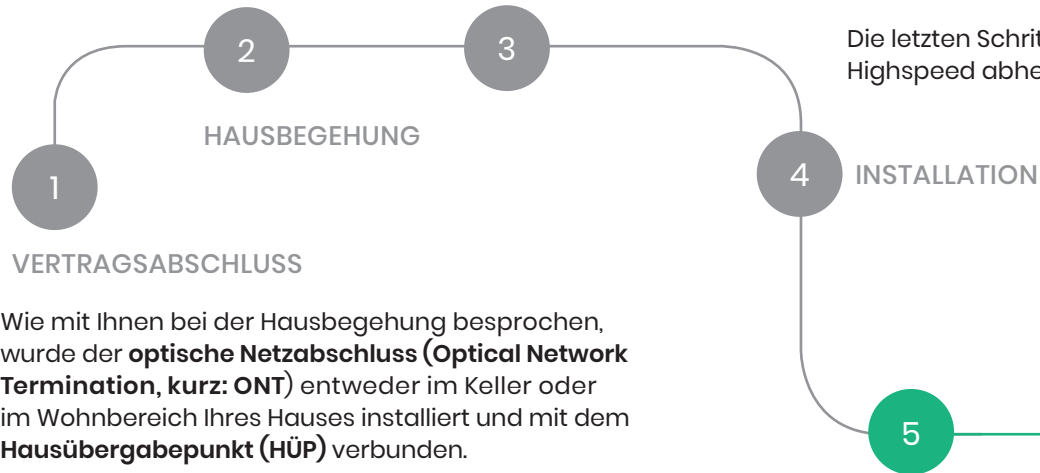 2
3
Die letzten Schrit
Highspeed abhe
HAUSBEGEHUNG
1
4
INSTALLATION
VERTRAGSABSCHLUSS
Wie mit Ihnen bei der Hausbegehung besprochen,
wurde der optische Netzabschluss (Optical Network
Termination, kurz: ONT) entweder im Keller oder
im Wohnbereich Ihres Hauses installiert und mit dem
Hausübergabepunkt (HÜP) verbunden.
5